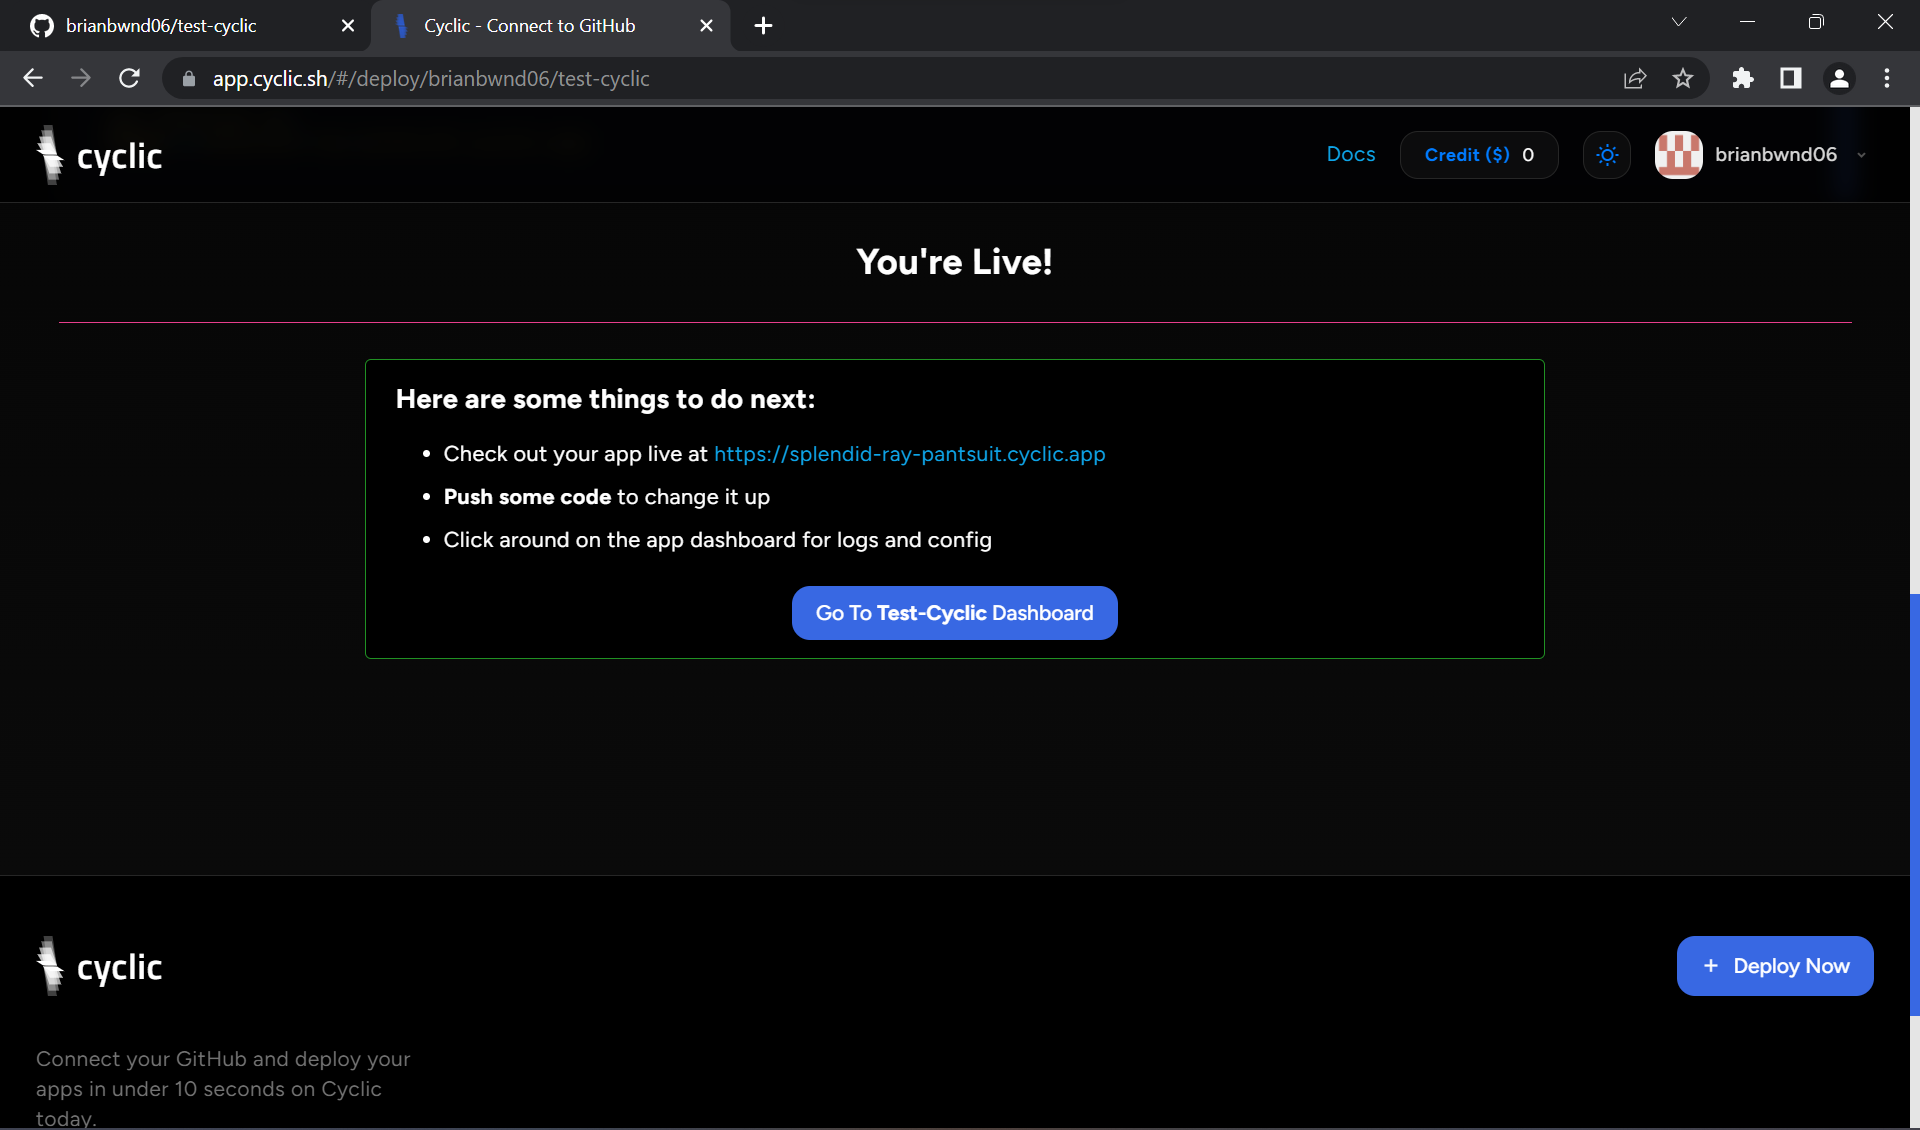 brianbwnd06/test-cyclic
Cyclic - Connect to GitHub
app.cyclic.sh/#/deploy/brianbwnd06/test-cyclic
cyclic
Docs
Credit ($) 0
brianbwnd06
You're Live!
Here are some things to do next:
• Check out your app live at https://splendid-ray-pantsuit.cyclic.app
• Push some code to change it up
• Click around on the app dashboard for logs and config
Go To Test-Cyclic Dashboard
cyclic
+ Deploy Now
Connect your GitHub and deploy your
apps in under 10 seconds on Cyclic
today.